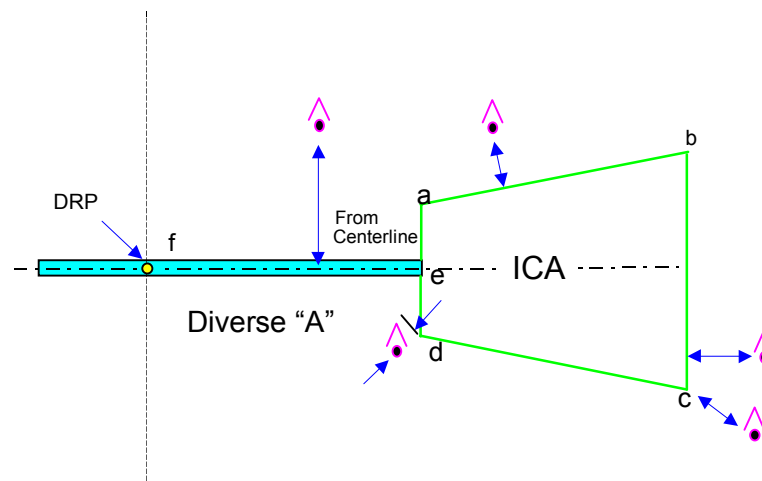 b
a
DRP
From
Centerline
f
e
ICA
Diverse “A”
d
c